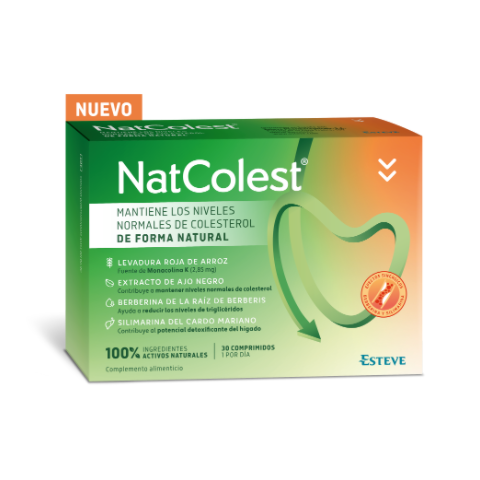 NUEVO
NatColest
NatColest®
MANTIENE LOS NIVELES
NORMALES DE COLESTEROL
DE FORMA NATURAL
LEVADURA ROJA DE ARROZ
Fuente de Monacolina K (2,85 mg)
EXTRACTO DE AJO NEGRO
Contribuye a mantener niveles normales de colesterol
BERBERINA DE LA RAÍZ DE BERBERIS
Ayuda a reducir los niveles de triglicéridos
SILIMARINA DEL CARDO MARIANO
Contribuye al potencial detoxificante del hígado
100% INGREDIENTES
ACTIVOS NATURALES
30 COMPRIMIDOS
1 POR DÍA
Complemento alimenticio
ESTEVE